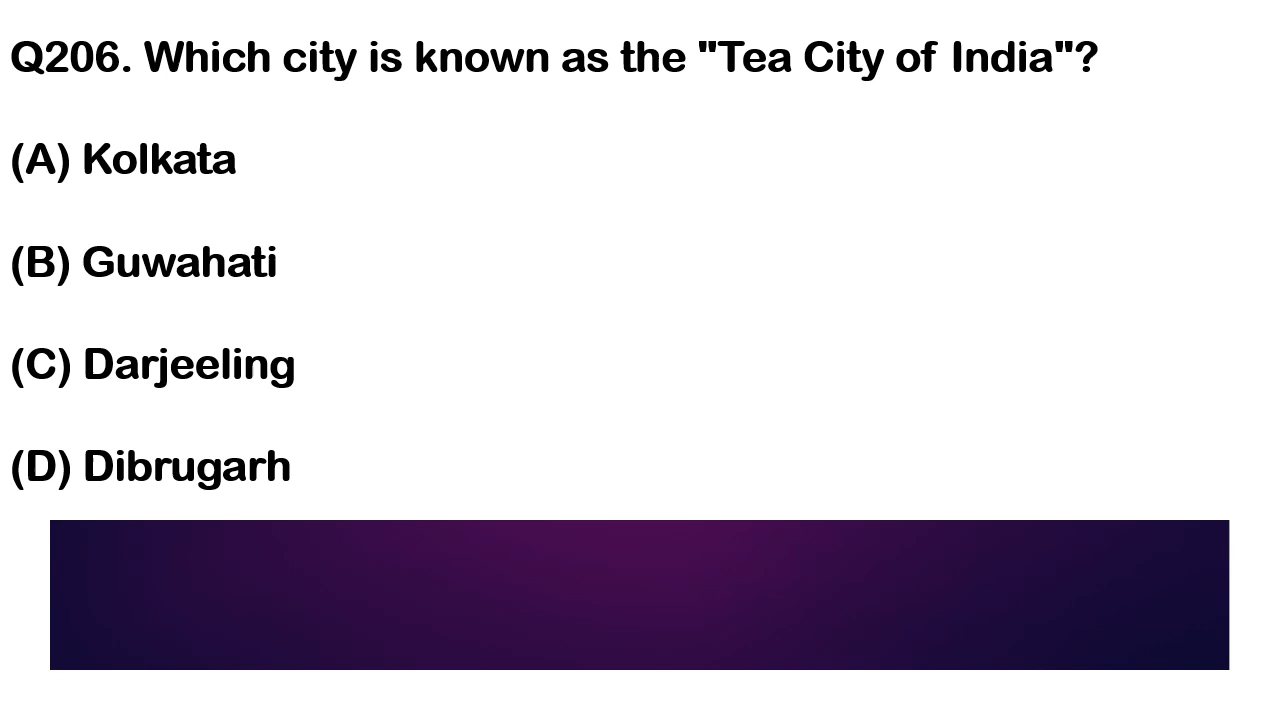 Q206. Which city is known as the "Tea City of India"?
(A) Kolkata
(B) Guwahati
(C) Darjeeling
(D) Dibrugarh